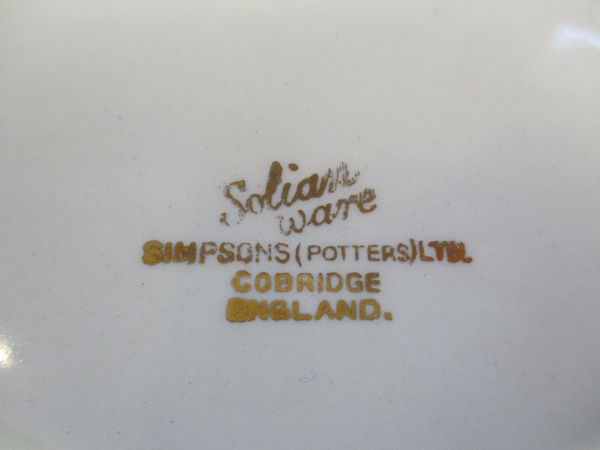 Solian
ware
SIMPSONS (POTTERS) LTD.
COBRIDGE
ENGLAND.